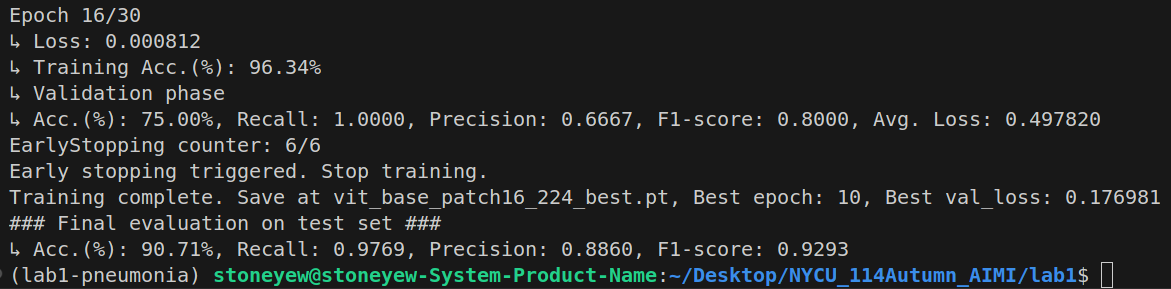 Epoch 16/30
↳ Loss: 0.000812
↳ Training Acc.(%): 96.34%
↳ Validation phase
↳ Acc.(%): 75.00%, Recall: 1.0000, Precision: 0.6667, F1-score: 0.8000, Avg. Loss: 0.497820
EarlyStopping counter: 6/6
Early stopping triggered. Stop training.
Training complete. Save at vit_base_patch16_224_best.pt, Best epoch: 10, Best val_loss: 0.176981
### Final evaluation on test set ###
↳ Acc.(%): 90.71%, Recall: 0.9769, Precision: 0.8860, F1-score: 0.9293
(lab1-pneumonia) stoneyew@stoneyew-System-Product-Name:~/Desktop/NYCU_114Autumn_AIMI/lab1$